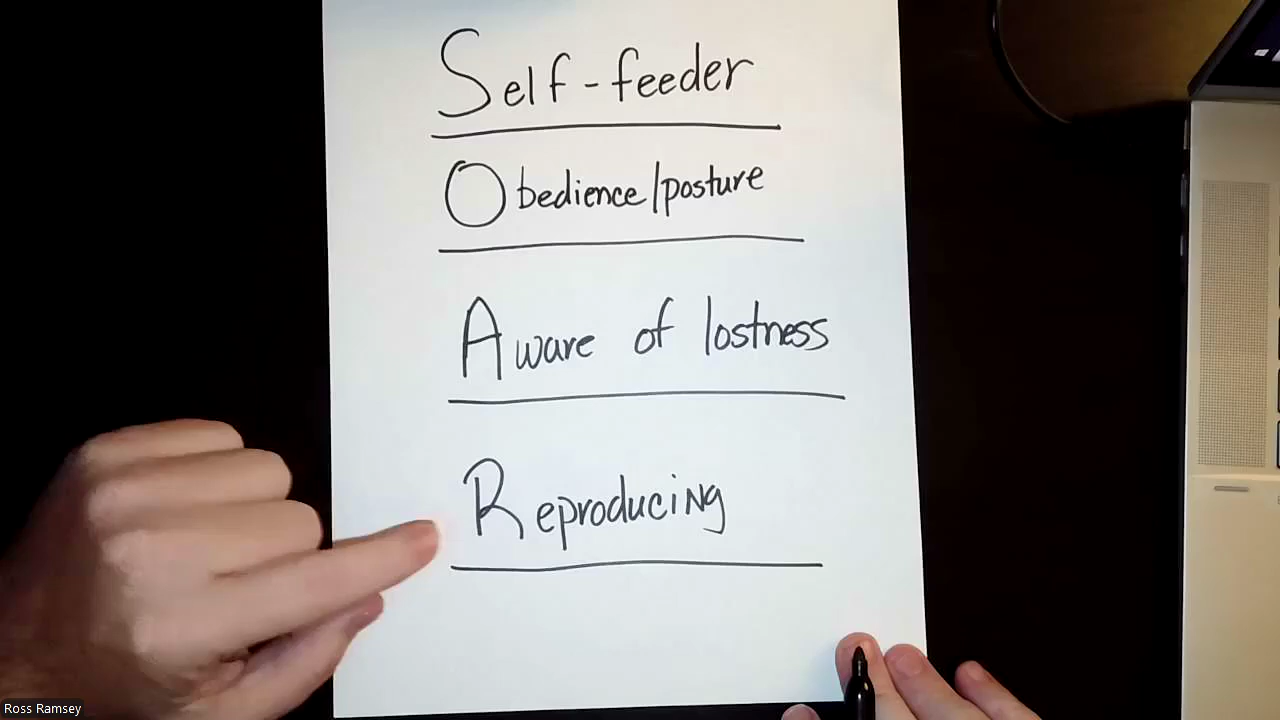 Self-feeder
Obedience/posture
Aware of lostness
Reproducing
Ross Ramsey